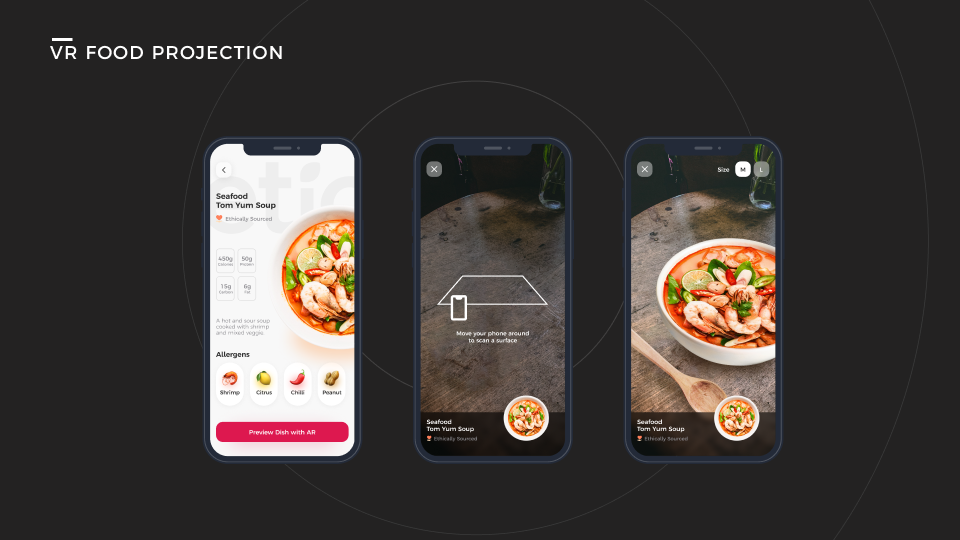 VR FOOD PROJECTION
Seafood
Tom Yum Soup
Ethically Sourced
450g
Calories
50g
Protein
15g
Carbon
6g
Fat
A hot and sour soup
cooked with shrimp
and mixed veggie
Allergens
Shrimp
Citrus
Chilli
Peanut
Preview Dish with AR
Move your phone around
to scan a surface
Seafood
Tom Yum Soup
Ethically Sourced
Size
M
L
Seafood
Tom Yum Soup
Ethically Sourced